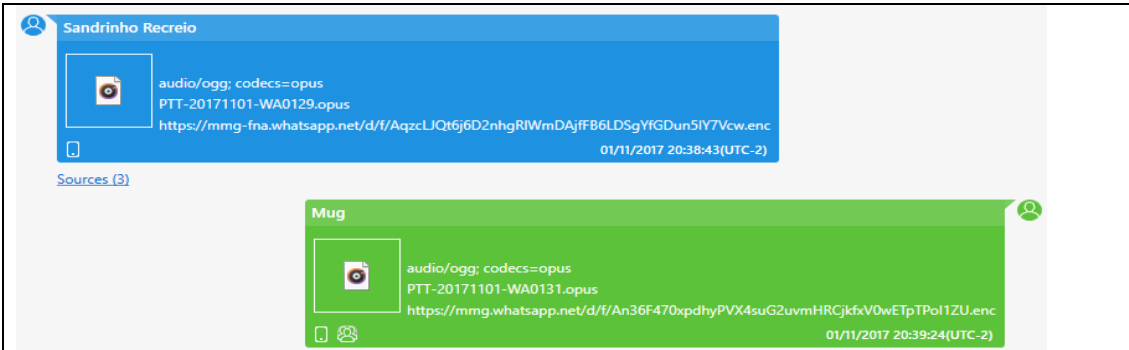 Sandrinho Recreio
audio/ogg; codecs=opus
PTT-20171101-WA0129.opus
https://mmg-fna.whatsapp.net/d/f/AqzcLJQt6j6D2nhgRlWmDAjfFB6LDSgYfGDun5lY7Vcw.enc
01/11/2017 20:38:43(UTC-2)
Sources (3)
Mug
audio/ogg; codecs=opus
PTT-20171101-WA0131.opus
https://mmg.whatsapp.net/d/f/An36F470xpdhyPVX4suG2uvmHRCjkfxV0wETpTPoI1ZU.enc
01/11/2017 20:39:24(UTC-2)